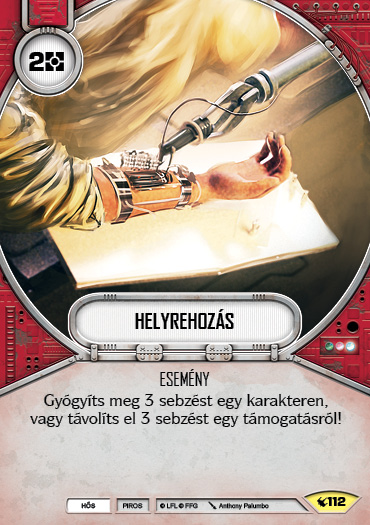 2
HELYREHOZÁS
ESEMÉNY
Gyógyíts meg 3 sebzést egy karakteren,
vagy távolíts el 3 sebzést egy támogatásról!
HŐS PIROS © LFL © FFG Anthony Palumbo 112